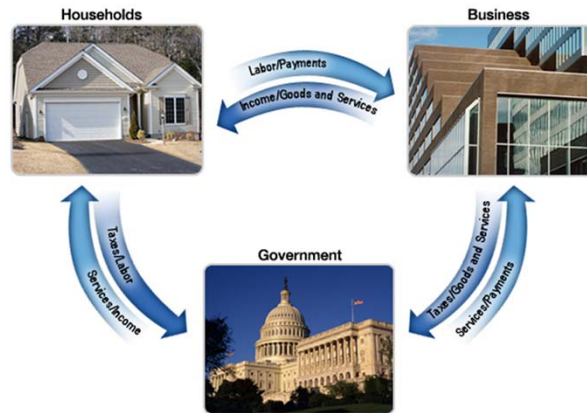 Households
Business
Labor/Payments
Income/Goods and Services
Taxes/Labor
Services/Income
Government
Taxes/Goods and Services
Services/Payments